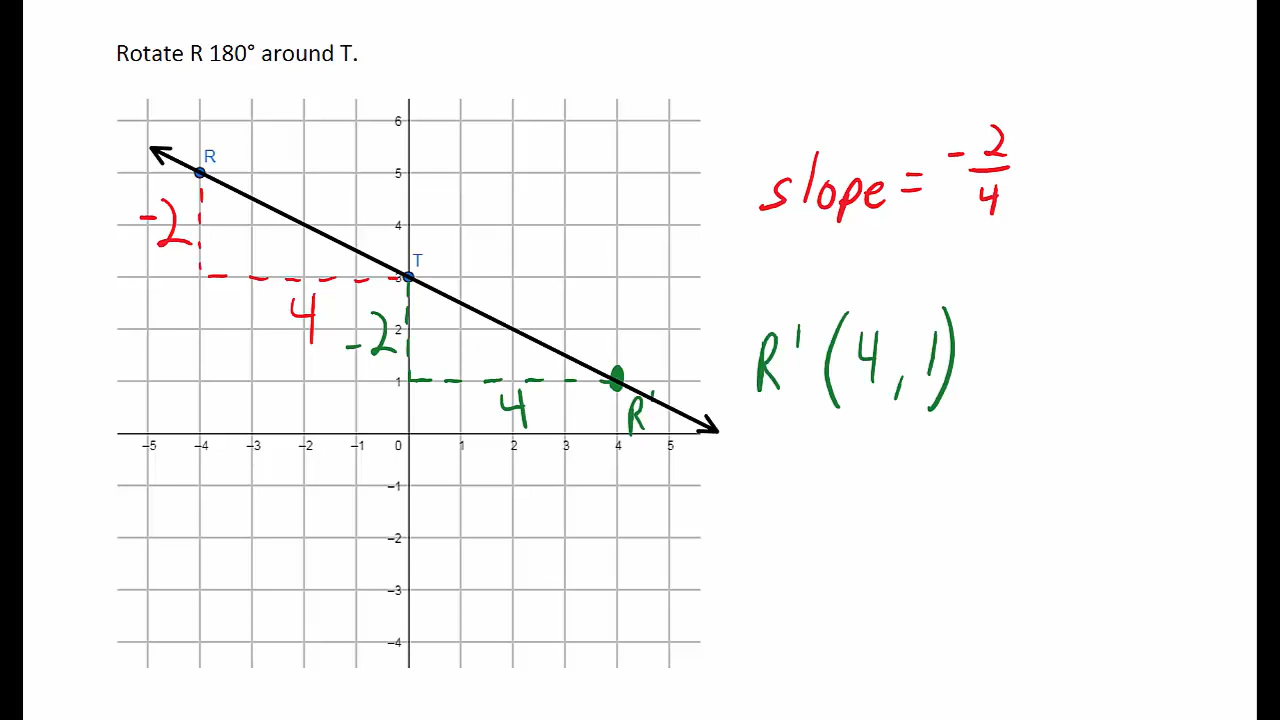 Rotate R 180° around T.
6
R
5
-2
4
T
3
4
-2
2
1
4
R'
-5 -4 -3 -2 -1 0 1 2 3 4 5
-1
-2
-3
-4
slope = - 2/4
R' (4, 1)